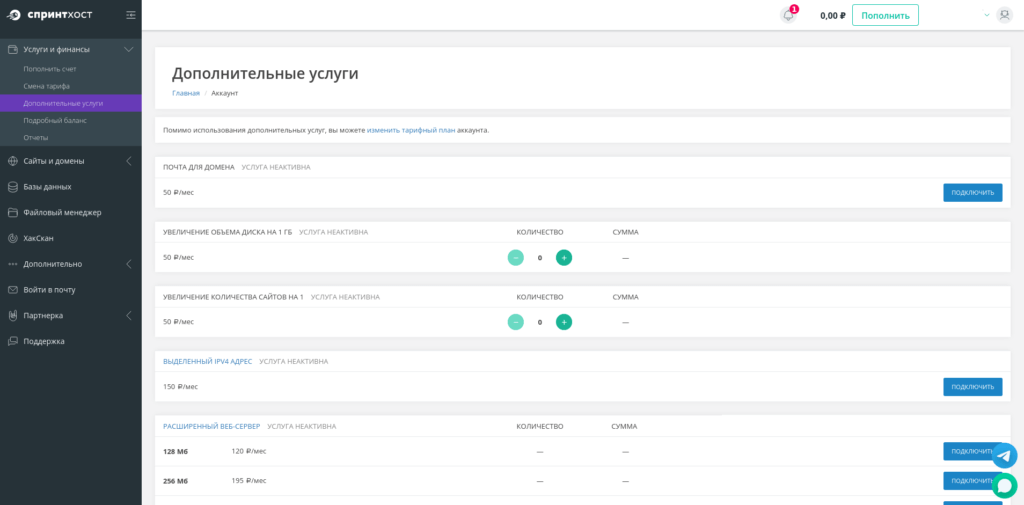 СПРИНТХОСТ
1
0,00 ₽
Пополнить
Услуги и финансы
Пополнить счет
Смена тарифа
Дополнительные услуги
Подробный баланс
Отчеты
Сайты и домены
Базы данных
Файловый менеджер
ХакСкан
Дополнительно
Войти в почту
Партнерка
Поддержка
Дополнительные услуги
Главная / Аккаунт
Помимо использования дополнительных услуг, вы можете изменить тарифный план аккаунта.
ПОЧТА ДЛЯ ДОМЕНА УСЛУГА НЕАКТИВНА
50 ₽/мес ПОДКЛЮЧИТЬ
УВЕЛИЧЕНИЕ ОБЪЕМА ДИСКА НА 1 ГБ УСЛУГА НЕАКТИВНА КОЛИЧЕСТВО СУММА
50 ₽/мес − 0 + —
УВЕЛИЧЕНИЕ КОЛИЧЕСТВА САЙТОВ НА 1 УСЛУГА НЕАКТИВНА КОЛИЧЕСТВО СУММА
50 ₽/мес − 0 + —
ВЫДЕЛЕННЫЙ IPV4 АДРЕС УСЛУГА НЕАКТИВНА
150 ₽/мес ПОДКЛЮЧИТЬ
РАСШИРЕННЫЙ ВЕБ-СЕРВЕР УСЛУГА НЕАКТИВНА КОЛИЧЕСТВО СУММА
128 Мб 120 ₽/мес — — ПОДКЛЮЧИТЬ
256 Мб 195 ₽/мес — — ПОДКЛЮЧИТЬ